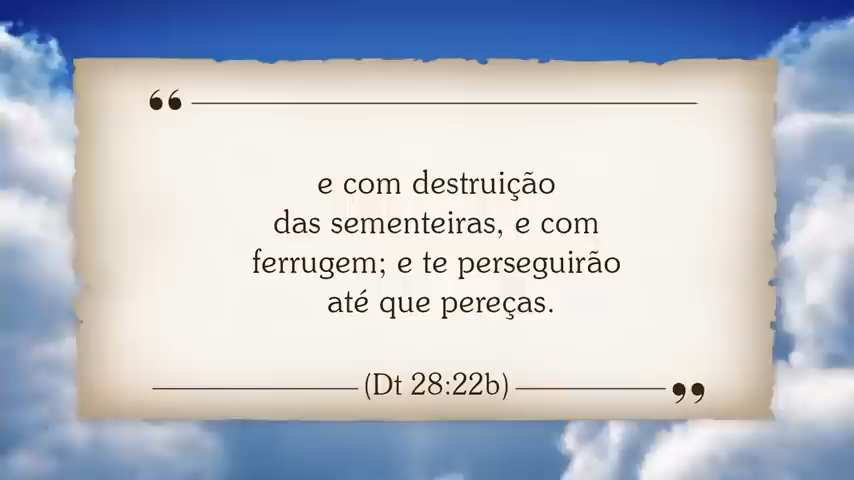 e com destruição
das sementeiras, e com
ferrugem; e te perseguirão
até que pereças.
(Dt 28:22b)